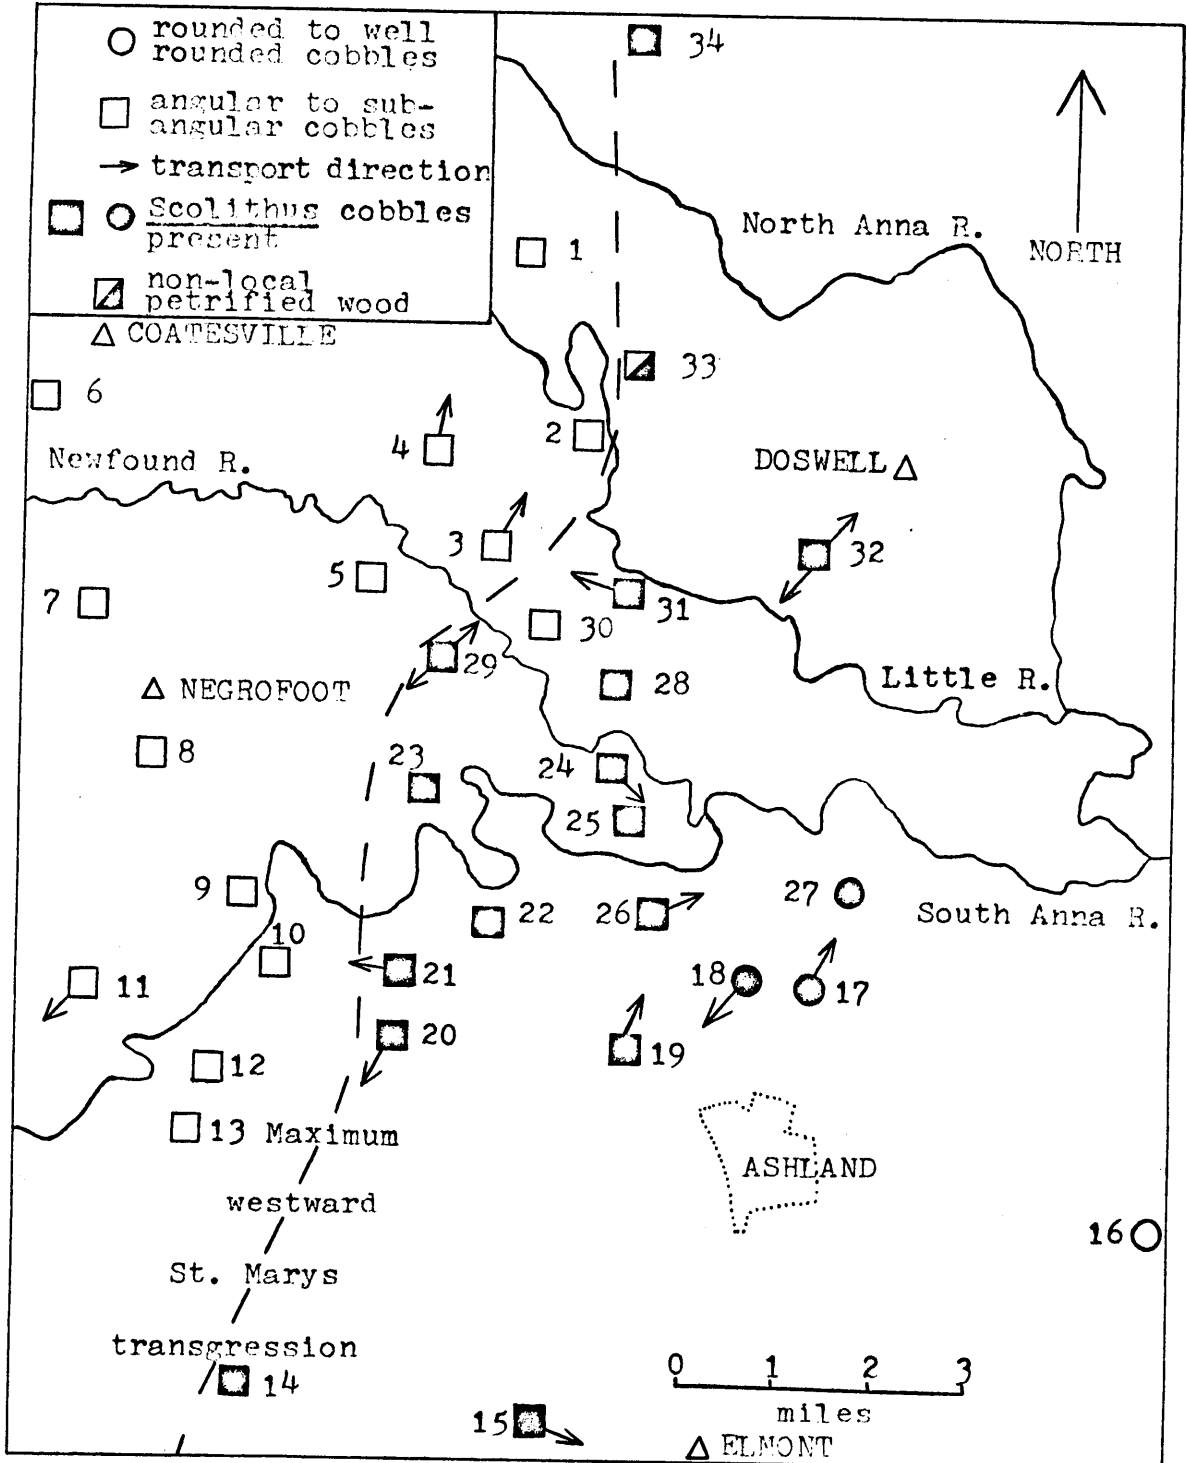 rounded to well
rounded cobbles
angular to sub-
angular cobbles
transport direction
Scolithus cobbles
present
non-local
petrified wood
34
North Anna R.
NORTH
1
COATESVILLE
33
6
4
2
Newfound R.
DOSWELL
3
32
5
7
31
30
29
28
Little R.
NEGROFOOT
8
23
24
25
9
27
22
26
South Anna R.
10
21
18
17
11
20
19
12
13 Maximum
ASHLAND
westward
16
St. Marys
transgression
0 1 2 3
14
miles
15
ELMONT